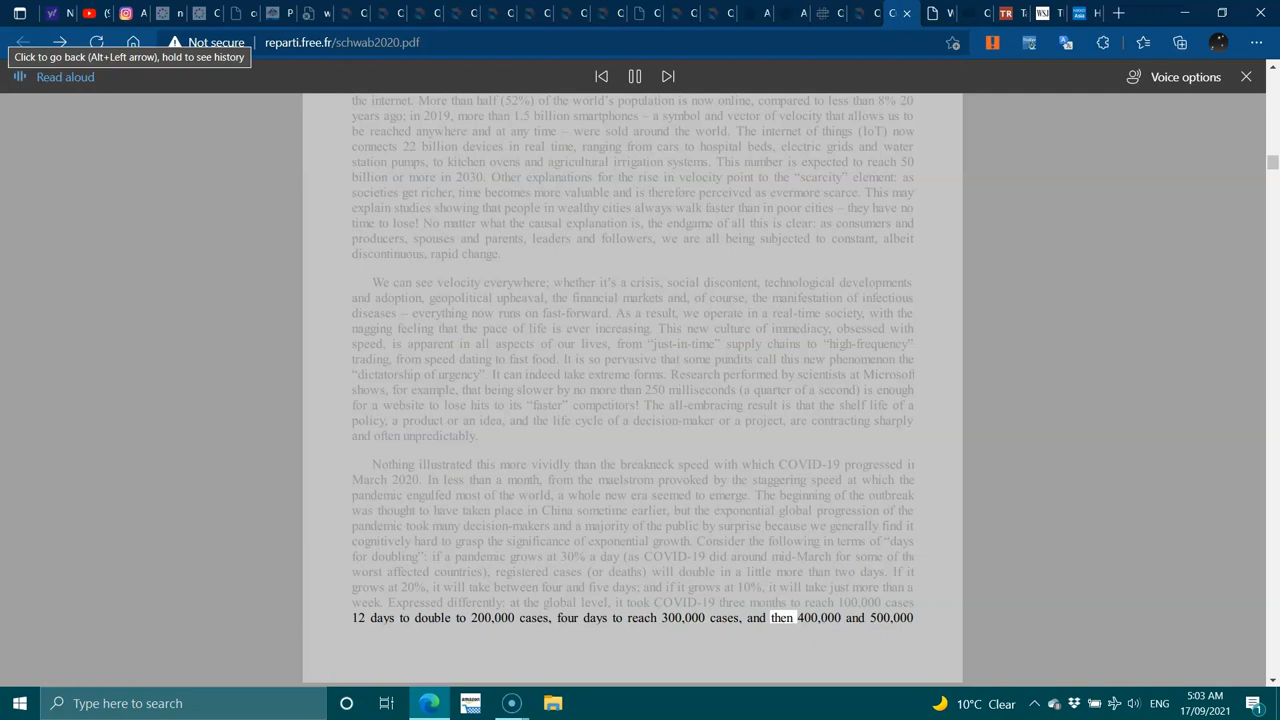 Not secure
reparti.free.fr/schwab2020.pdf
Click to go back (Alt+Left arrow), hold to see history
Read aloud
Voice options
the internet. More than half (52%) of the world's population is now online, compared to less than 8% 20
years ago; in 2019, more than 1.5 billion smartphones – a symbol and vector of velocity that allows us to
be reached anywhere and at any time – were sold around the world. The internet of things (IoT) now
connects 22 billion devices in real time, ranging from cars to hospital beds, electric grids and water
station pumps, to kitchen ovens and agricultural irrigation systems. This number is expected to reach 50
billion or more in 2030. Other explanations for the rise in velocity point to the “scarcity” element: as
societies get richer, time becomes more valuable and is therefore perceived as evermore scarce. This may
explain studies showing that people in wealthy cities always walk faster than in poor cities – they have no
time to lose! No matter what the causal explanation is, the endgame of all this is clear: as consumers and
producers, spouses and parents, leaders and followers, we are all being subjected to constant, albeit
discontinuous, rapid change.
We can see velocity everywhere; whether it's a crisis, social discontent, technological developments
and adoption, geopolitical upheaval, the financial markets and, of course, the manifestation of infectious
diseases – everything now runs on fast-forward. As a result, we operate in a real-time society, with the
nagging feeling that the pace of life is ever increasing. This new culture of immediacy, obsessed with
speed, is apparent in all aspects of our lives, from “just-in-time” supply chains to “high-frequency”
trading, from speed dating to fast food. It is so pervasive that some pundits call this new phenomenon the
“dictatorship of urgency”. It can indeed take extreme forms. Research performed by scientists at Microsoft
shows, for example, that being slower by no more than 250 milliseconds (a quarter of a second) is enough
for a website to lose hits to its “faster” competitors! The all-embracing result is that the shelf life of a
policy, a product or an idea, and the life cycle of a decision-maker or a project, are contracting sharply
and often unpredictably.
Nothing illustrated this more vividly than the breakneck speed with which COVID-19 progressed in
March 2020. In less than a month, from the maelstrom provoked by the staggering speed at which the
pandemic engulfed most of the world, a whole new era seemed to emerge. The beginning of the outbreak
was thought to have taken place in China sometime earlier, but the exponential global progression of the
pandemic took many decision-makers and a majority of the public by surprise because we generally find it
cognitively hard to grasp the significance of exponential growth. Consider the following in terms of “days
for doubling”: if a pandemic grows at 30% a day (as COVID-19 did around mid-March for some of the
worst affected countries), registered cases (or deaths) will double in a little more than two days. If it
grows at 20%, it will take between four and five days; and if it grows at 10%, it will take just more than a
week. Expressed differently: at the global level, it took COVID-19 three months to reach 100,000 cases
12 days to double to 200,000 cases, four days to reach 300,000 cases, and then 400,000 and 500,000
Type here to search
amazon
10°C Clear
ENG
5:03 AM
17/09/2021